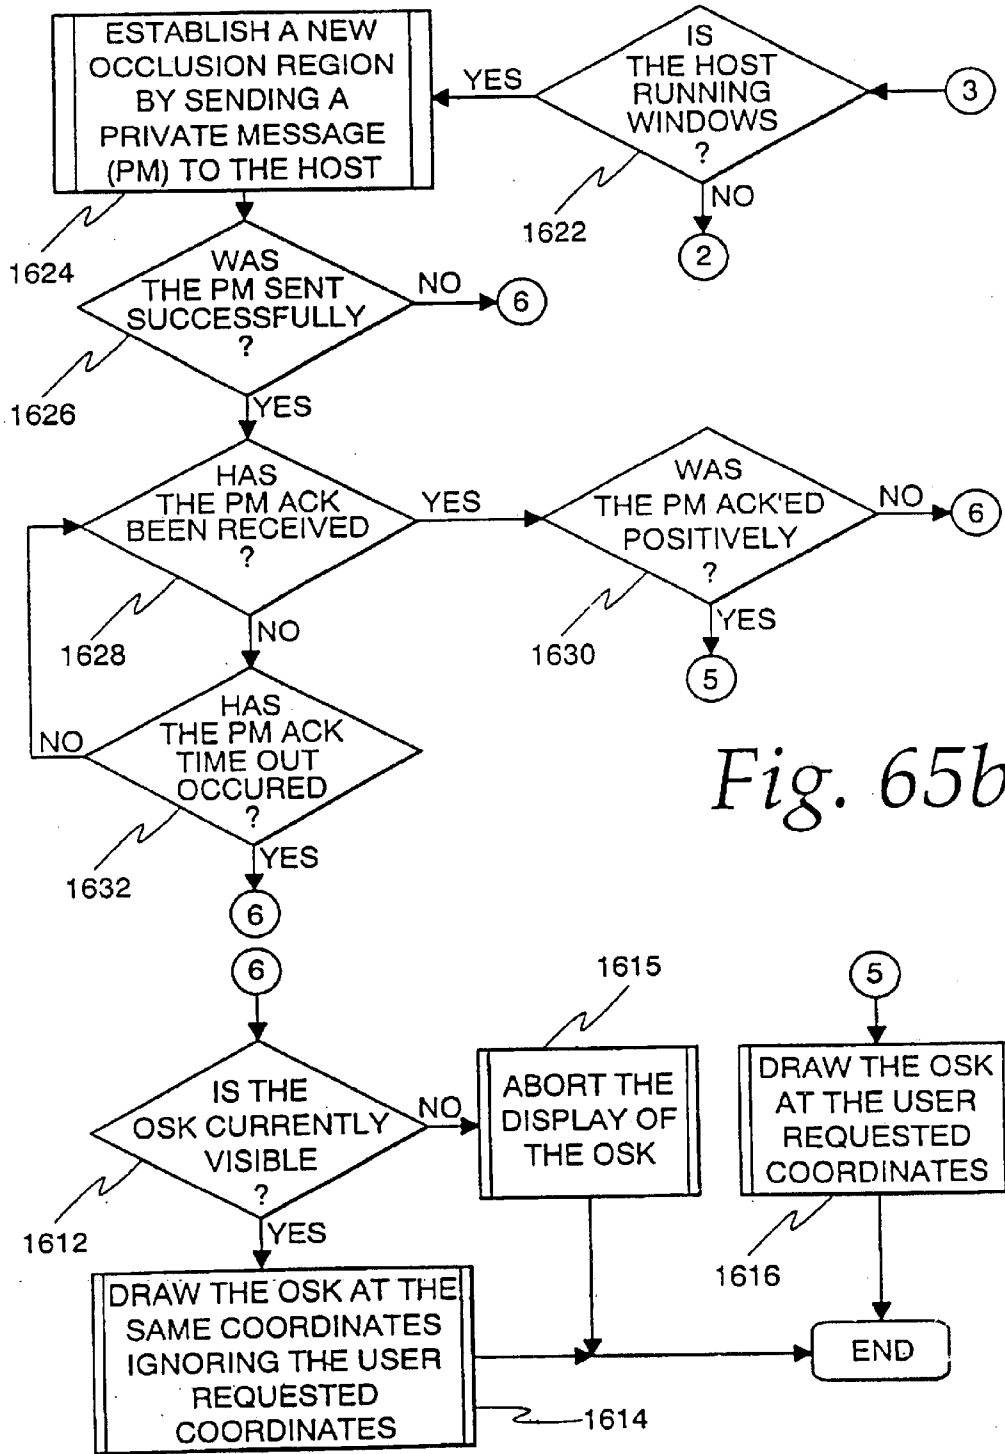 ESTABLISH A NEW
OCCLUSION REGION
BY SENDING A
PRIVATE MESSAGE
(PM) TO THE HOST
YES
IS
THE HOST
RUNNING
WINDOWS
?
3
NO
2
1622
1624
WAS
THE PM SENT
SUCCESSFULLY
?
NO
6
1626
YES
HAS
THE PM ACK
BEEN RECEIVED
?
YES
WAS
THE PM ACK'ED
POSITIVELY
?
NO
6
1628
NO
1630
YES
5
HAS
THE PM ACK
TIME OUT
OCCURED
?
NO
1632
YES
6
Fig. 65b
6
IS THE
OSK CURRENTLY
VISIBLE
?
NO
1615
ABORT THE
DISPLAY OF
THE OSK
5
DRAW THE OSK
AT THE USER
REQUESTED
COORDINATES
1612
YES
1616
DRAW THE OSK AT THE
SAME COORDINATES
IGNORING THE USER
REQUESTED
COORDINATES
1614
END